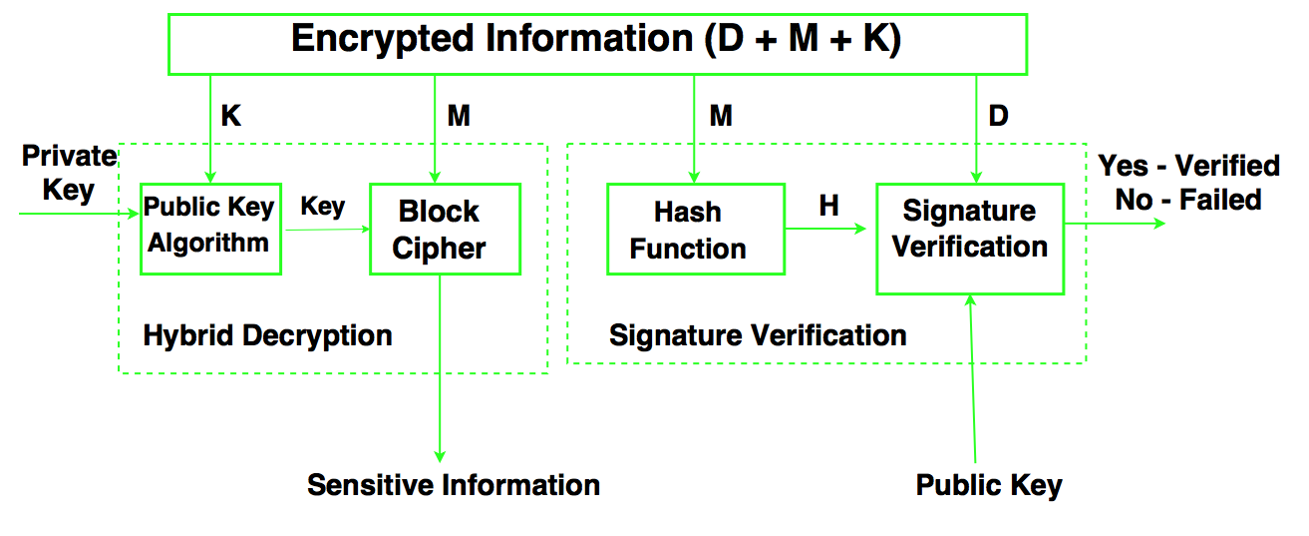 Encrypted Information (D + M + K)
K
M
M
D
Private
Key
Yes - Verified
No - Failed
Public Key
Algorithm
Key
Block
Cipher
Hash
Function
H
Signature
Verification
Hybrid Decryption
Signature Verification
Sensitive Information
Public Key